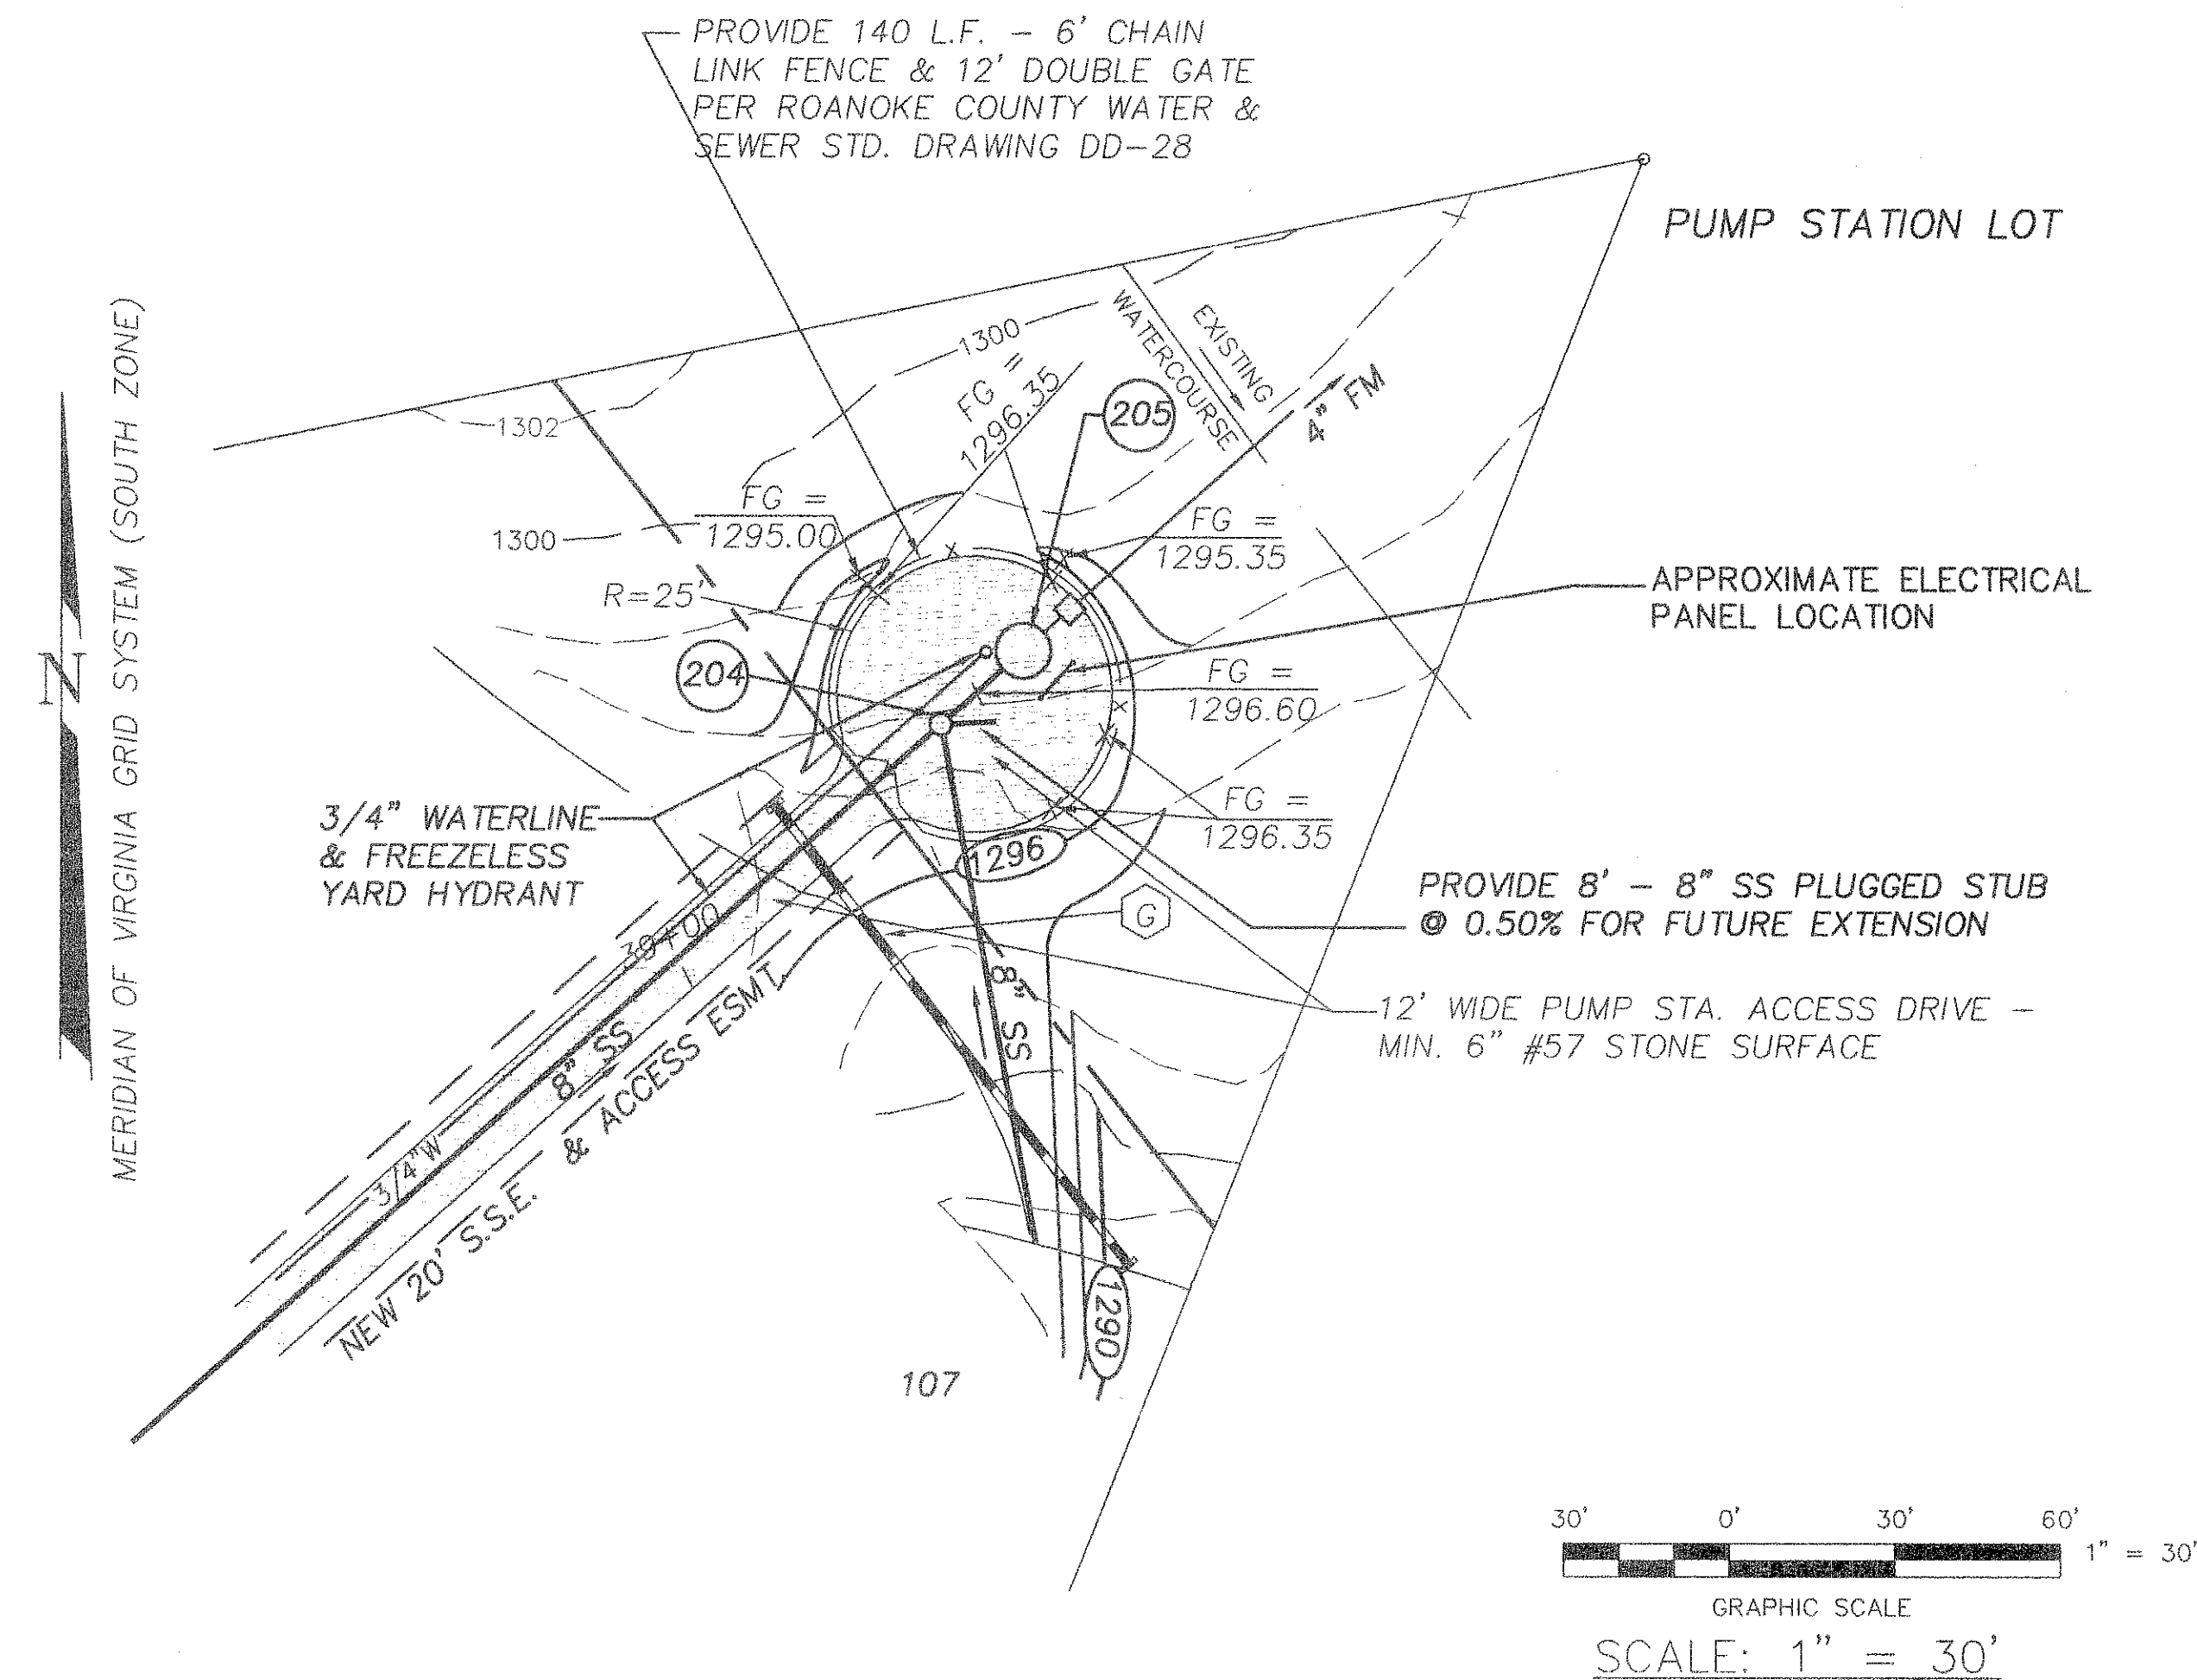 PROVIDE 140 L.F. - 6' CHAIN
LINK FENCE & 12' DOUBLE GATE
PER ROANOKE COUNTY WATER &
SEWER STD. DRAWING DD-28
PUMP STATION LOT
MERIDIAN OF VIRGINIA GRID SYSTEM (SOUTH ZONE)
N
1300
EXISTING
WATERCOURSE
FG =
1296.35
205
4" FM
1302
FG =
1295.00
1300
FG =
1295.35
R=25'
APPROXIMATE ELECTRICAL
PANEL LOCATION
204
FG =
1296.60
3/4" WATERLINE
& FREEZELESS
YARD HYDRANT
FG =
1296.35
1296
PROVIDE 8' - 8" SS PLUGGED STUB
@ 0.50% FOR FUTURE EXTENSION
G
39+00
8" SS
12' WIDE PUMP STA. ACCESS DRIVE -
MIN. 6" #57 STONE SURFACE
8" SS
3/4"W
NEW 20' S.S.E. & ACCESS ESMT.
1290
107
30' 0' 30' 60'
1" = 30'
GRAPHIC SCALE
SCALE: 1" = 30'